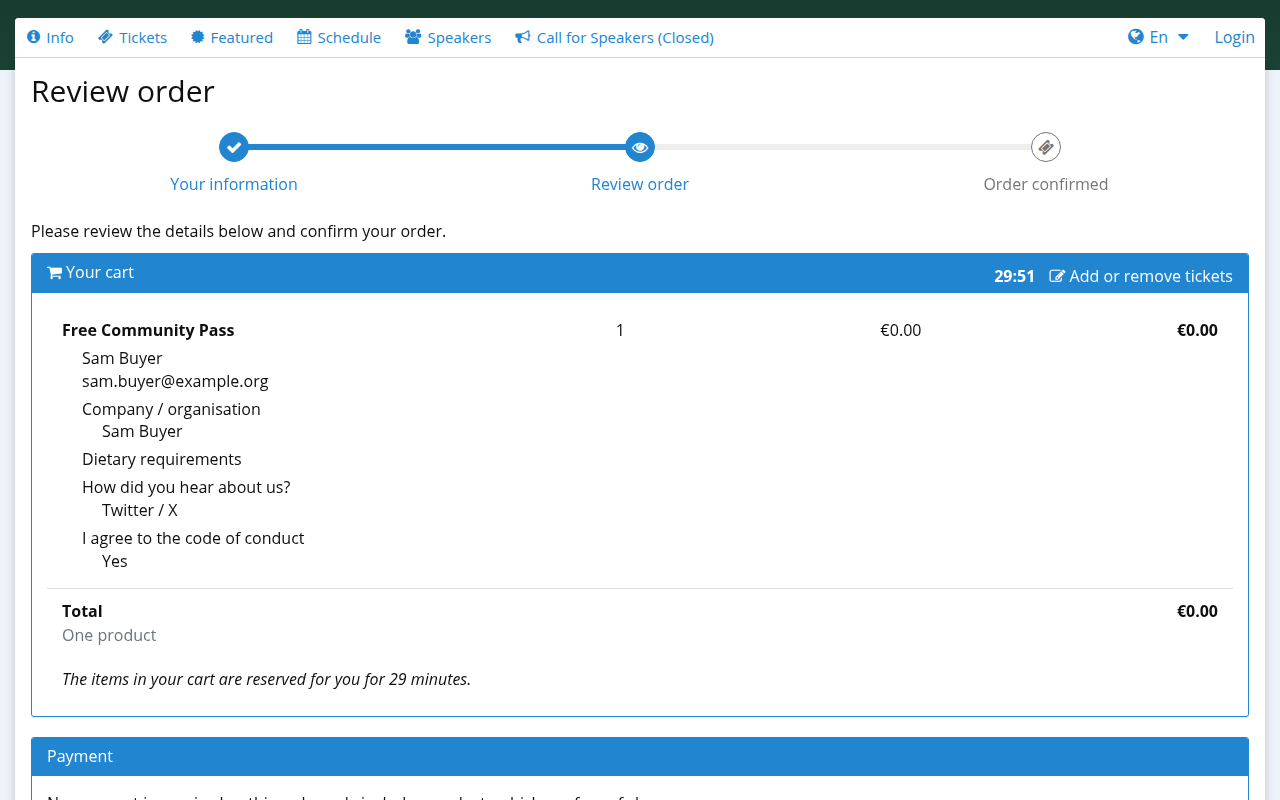 Info Tickets Featured Schedule Speakers Call for Speakers (Closed) En Login
Review order
Your information Review order Order confirmed
Please review the details below and confirm your order.
Your cart 29:51 Add or remove tickets
Free Community Pass 1 €0.00 €0.00
Sam Buyer
sam.buyer@example.org
Company / organisation
Sam Buyer
Dietary requirements
How did you hear about us?
Twitter / X
I agree to the code of conduct
Yes
Total €0.00
One product
The items in your cart are reserved for you for 29 minutes.
Payment